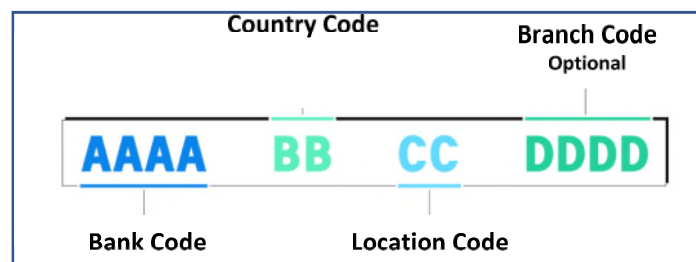 Country Code
Branch Code
Optional
AAAA BB CC DDDD
Bank Code Location Code